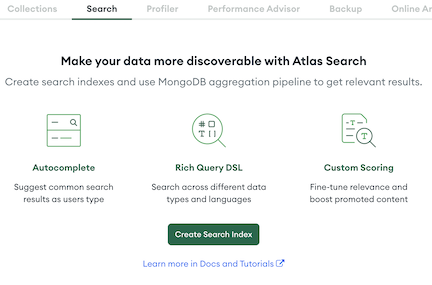 Collections Search Profiler Performance Advisor Backup Online Ar
Make your data more discoverable with Atlas Search
Create search indexes and use MongoDB aggregation pipeline to get relevant results.
Autocomplete
Suggest common search
results as users type
Rich Query DSL
Search across different data
types and languages
Custom Scoring
Fine-tune relevance and
boost promoted content
Create Search Index
Learn more in Docs and Tutorials